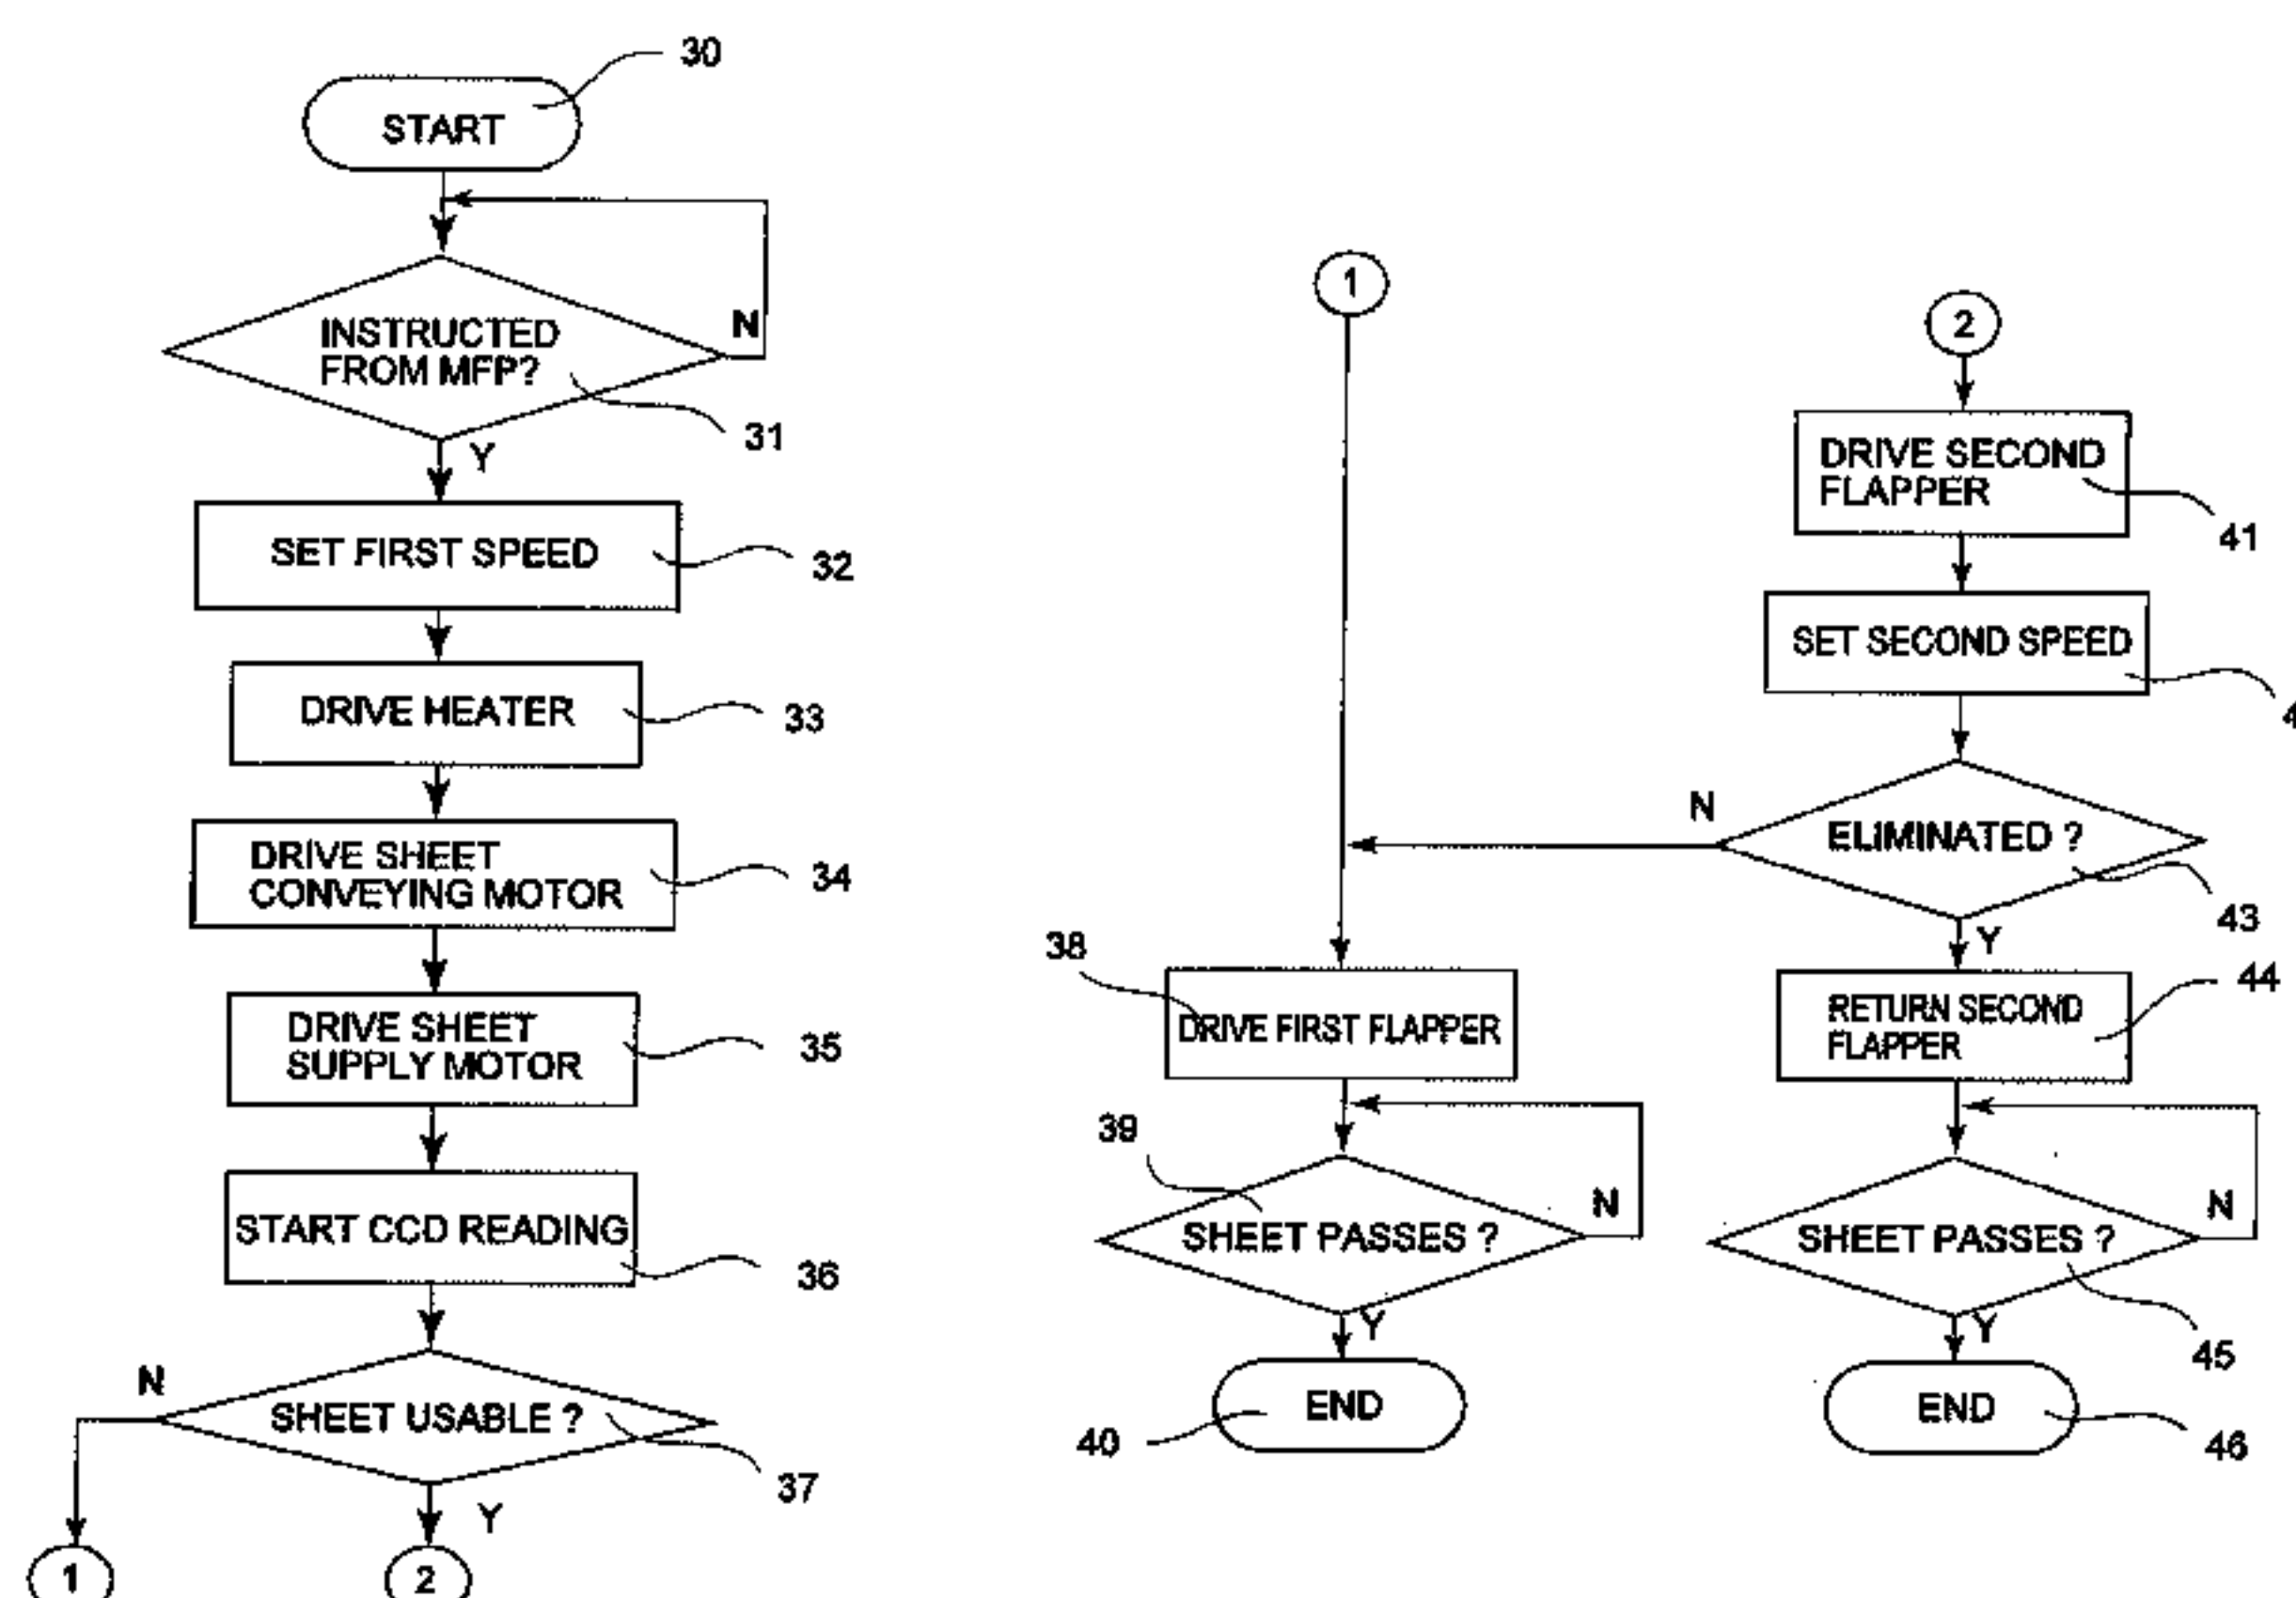 30
START
INSTRUCTED
FROM MFP?
N
31
Y
SET FIRST SPEED
32
DRIVE HEATER
33
DRIVE SHEET
CONVEYING MOTOR
34
DRIVE SHEET
SUPPLY MOTOR
35
START CCD READING
36
N
SHEET USABLE ?
37
Y
1
2
1
38
DRIVE FIRST FLAPPER
39
N
SHEET PASSES ?
Y
END
40
2
DRIVE SECOND
FLAPPER
41
SET SECOND SPEED
N
ELIMINATED ?
43
Y
44
RETURN SECOND
FLAPPER
N
SHEET PASSES ?
45
Y
END
46